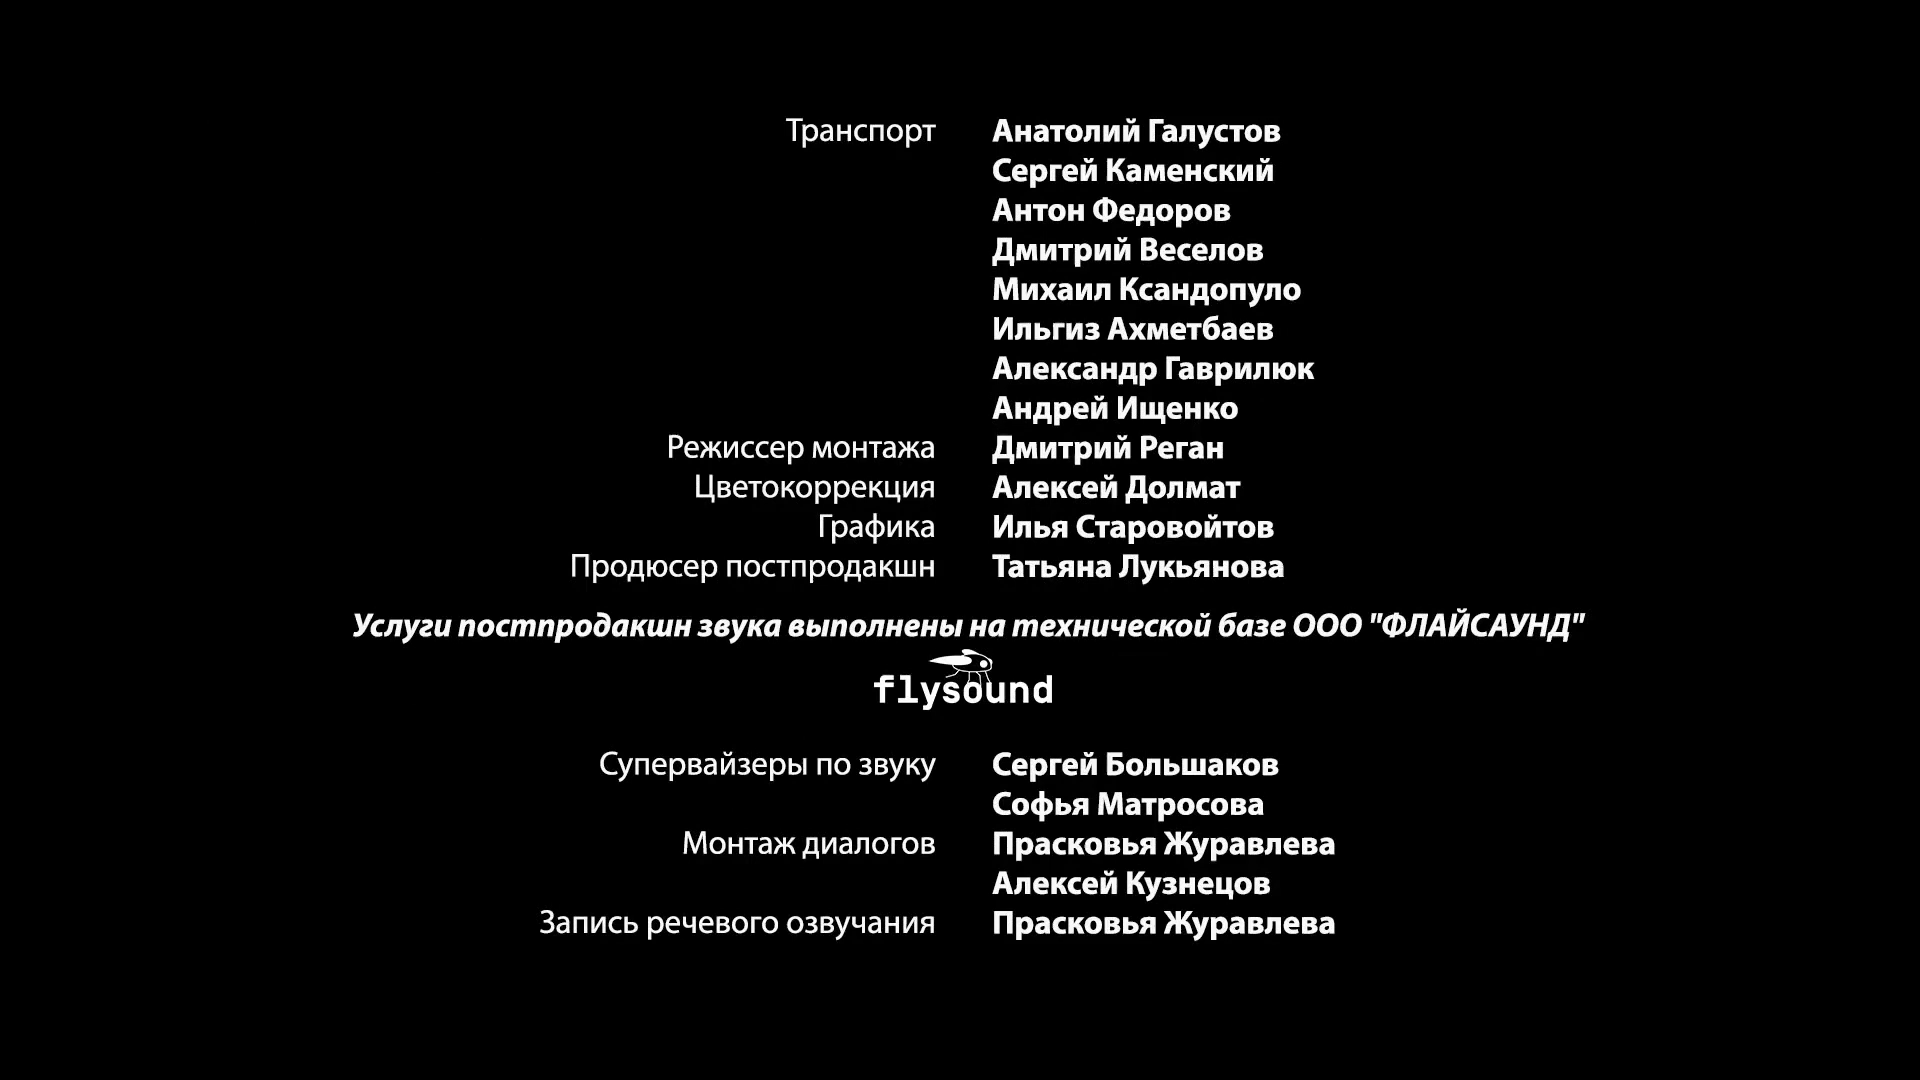 Транспорт Анатолий Галустов
Сергей Каменский
Антон Федоров
Дмитрий Веселов
Михаил Ксандопуло
Ильгиз Ахметбаев
Александр Гаврилюк
Андрей Ищенко
Режиссер монтажа Дмитрий Реган
Цветокоррекция Алексей Долмат
Графика Илья Старовойтов
Продюсер постпродакшн Татьяна Лукьянова
Услуги постпродакшн звука выполнены на технической базе ООО "ФЛАЙСАУНД"
flysound
Супервайзеры по звуку Сергей Большаков
Софья Матросова
Монтаж диалогов Прасковья Журавлева
Алексей Кузнецов
Запись речевого озвучания Прасковья Журавлева